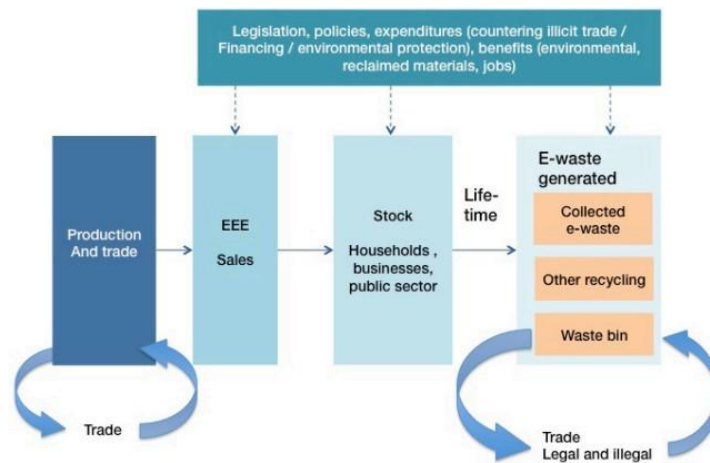 Legislation, policies, expenditures (countering illicit trade /
Financing / environmental protection), benefits (environmental,
reclaimed materials, jobs)
Production
And trade
EEE
Sales
Stock
Households ,
businesses,
public sector
Life-
time
E-waste
generated
Collected
e-waste
Other recycling
Waste bin
Trade
Trade
Legal and illegal